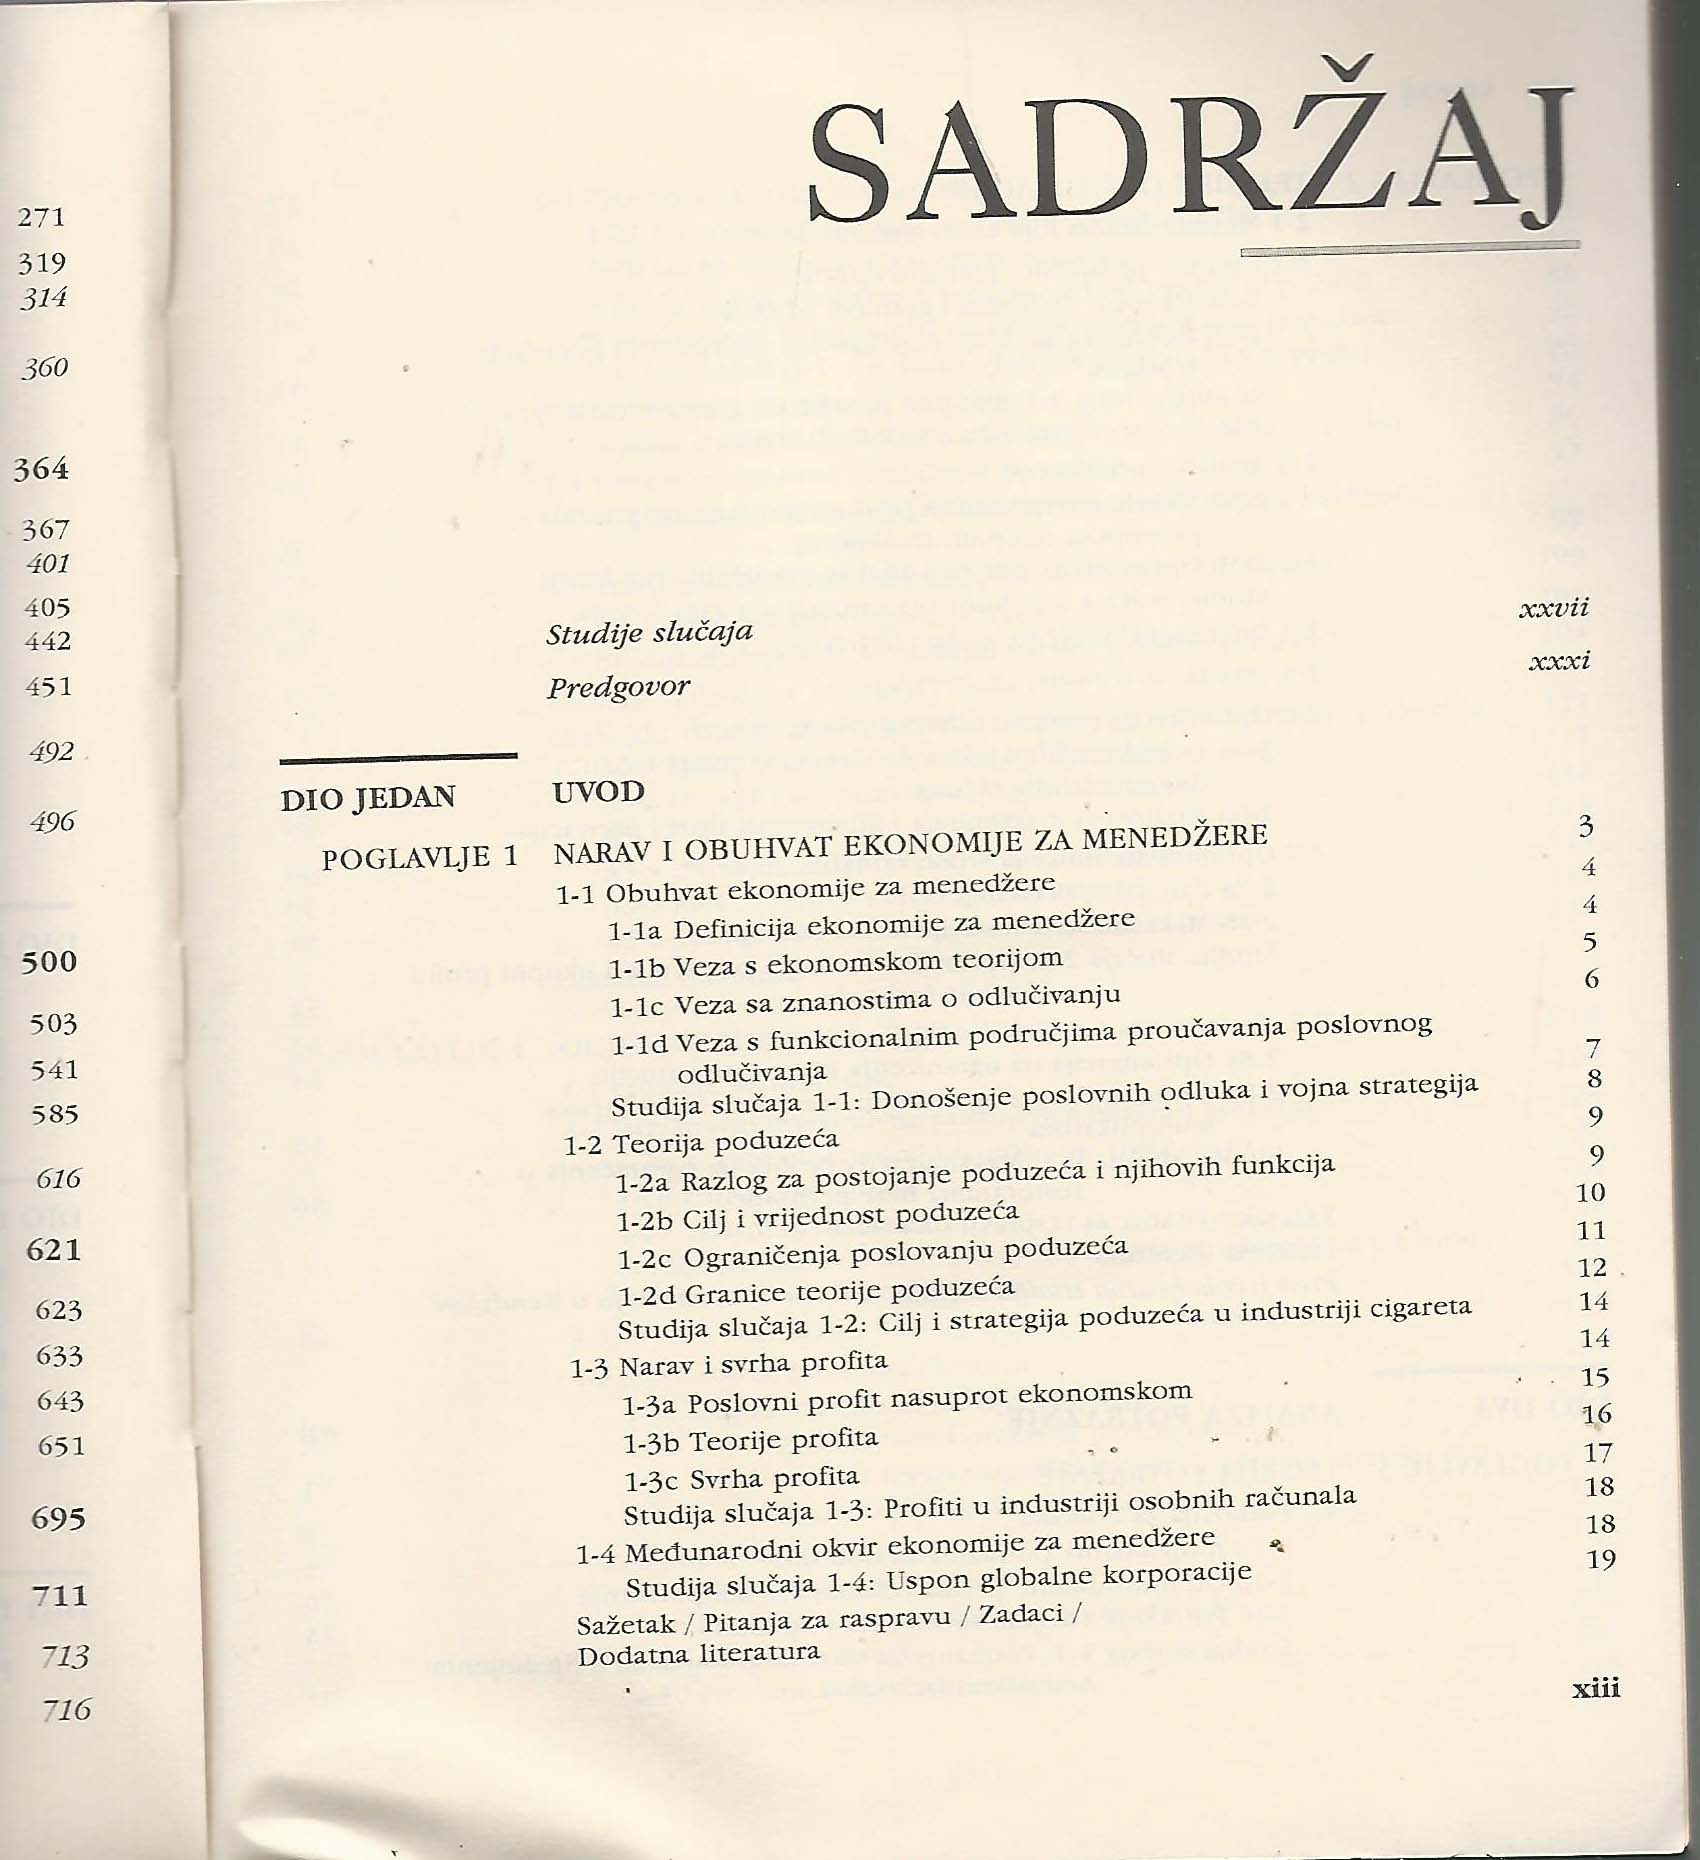 271
319
314
360
364
367
401
405
442
451
492
496
500
503
541
585
616
621
623
633
643
651
695
711
713
716
SADRŽAJ
Studije slučaja xxvii
Predgovor xxxi
DIO JEDAN UVOD
POGLAVLJE 1 NARAV I OBUHVAT EKONOMIJE ZA MENEDŽERE 3
1-1 Obuhvat ekonomije za menedžere 4
1-1a Definicija ekonomije za menedžere 4
1-1b Veza s ekonomskom teorijom 5
1-1c Veza sa znanostima o odlučivanju 6
1-1d Veza s funkcionalnim područjima proučavanja poslovnog
odlučivanja 7
Studija slučaja 1-1: Donošenje poslovnih odluka i vojna strategija 8
1-2 Teorija poduzeća 9
1-2a Razlog za postojanje poduzeća i njihovih funkcija 9
1-2b Cilj i vrijednost poduzeća 10
1-2c Ograničenja poslovanju poduzeća 11
1-2d Granice teorije poduzeća 12
Studija slučaja 1-2: Cilj i strategija poduzeća u industriji cigareta 14
1-3 Narav i svrha profita 14
1-3a Poslovni profit nasuprot ekonomskom 15
1-3b Teorije profita 16
1-3c Svrha profita 17
Studija slučaja 1-3: Profiti u industriji osobnih računala 18
1-4 Međunarodni okvir ekonomije za menedžere 18
Studija slučaja 1-4: Uspon globalne korporacije 19
Sažetak / Pitanja za raspravu / Zadaci /
Dodatna literatura
xiii